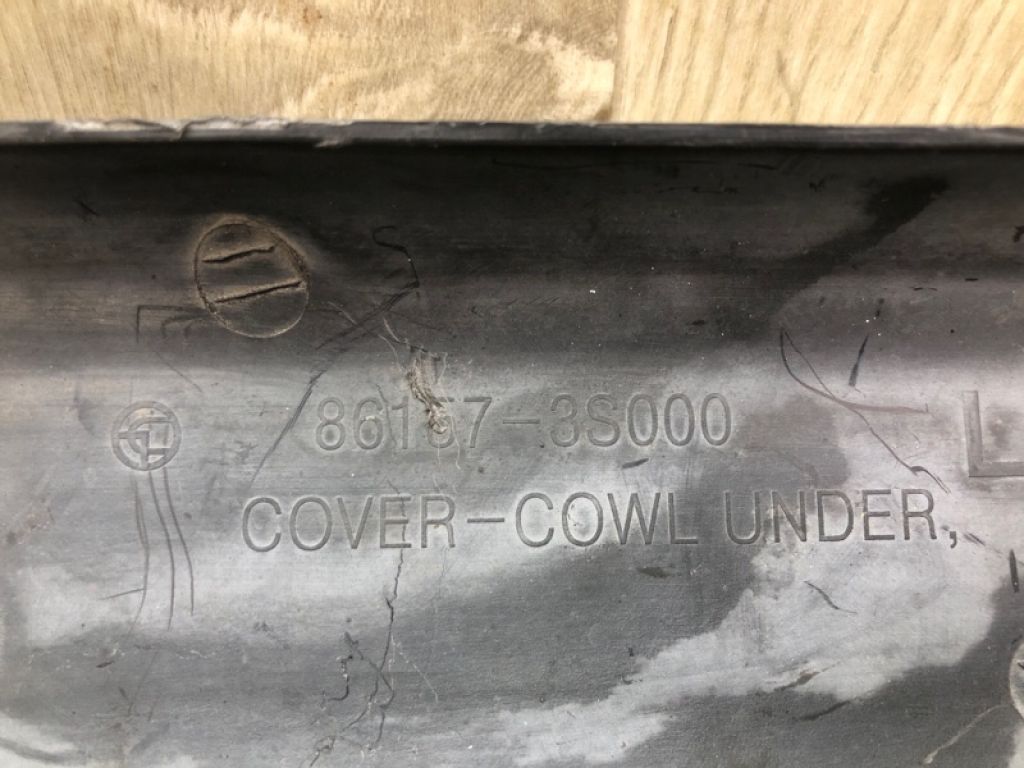 86157-3S000
COVER-COWL UNDER,
L